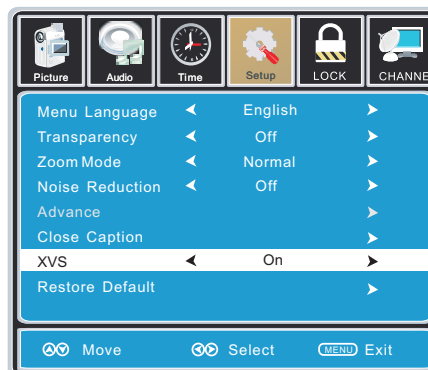 Picture Audio Time Setup LOCK CHANNE
Menu Language English
Transparency Off
Zoom Mode Normal
Noise Reduction Off
Advance
Close Caption
XVS On
Restore Default
Move Select MENU Exit